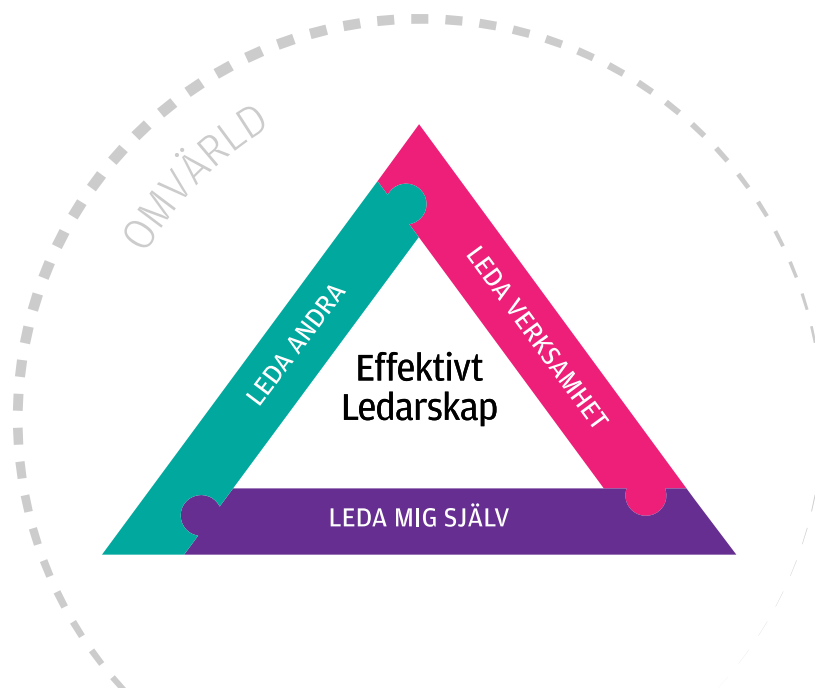 OMVÄRLD
LEDA ANDRA
LEDA VERKSAMHET
Effektivt
Ledarskap
LEDA MIG SJÄLV